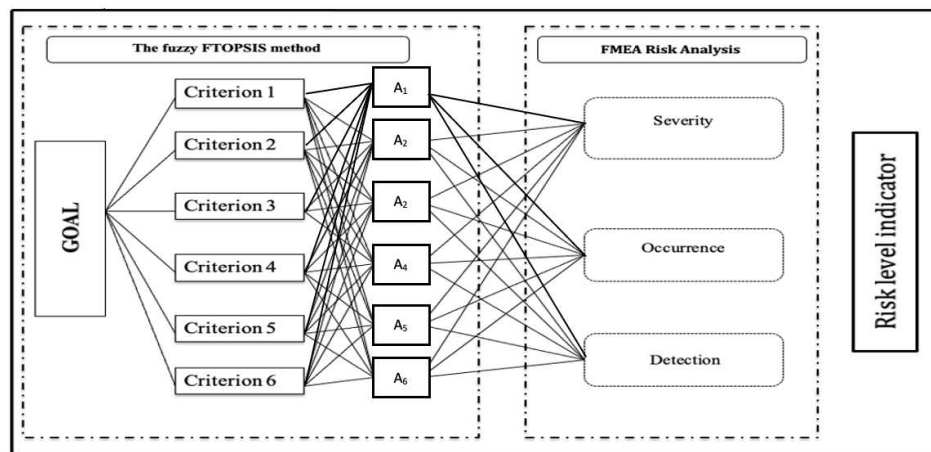 The fuzzy FTOPSIS method
FMEA Risk Analysis
GOAL
Criterion 1
Criterion 2
Criterion 3
Criterion 4
Criterion 5
Criterion 6
A₁
A₂
A₂
A₄
A₅
A₆
Severity
Occurrence
Detection
Risk level indicator